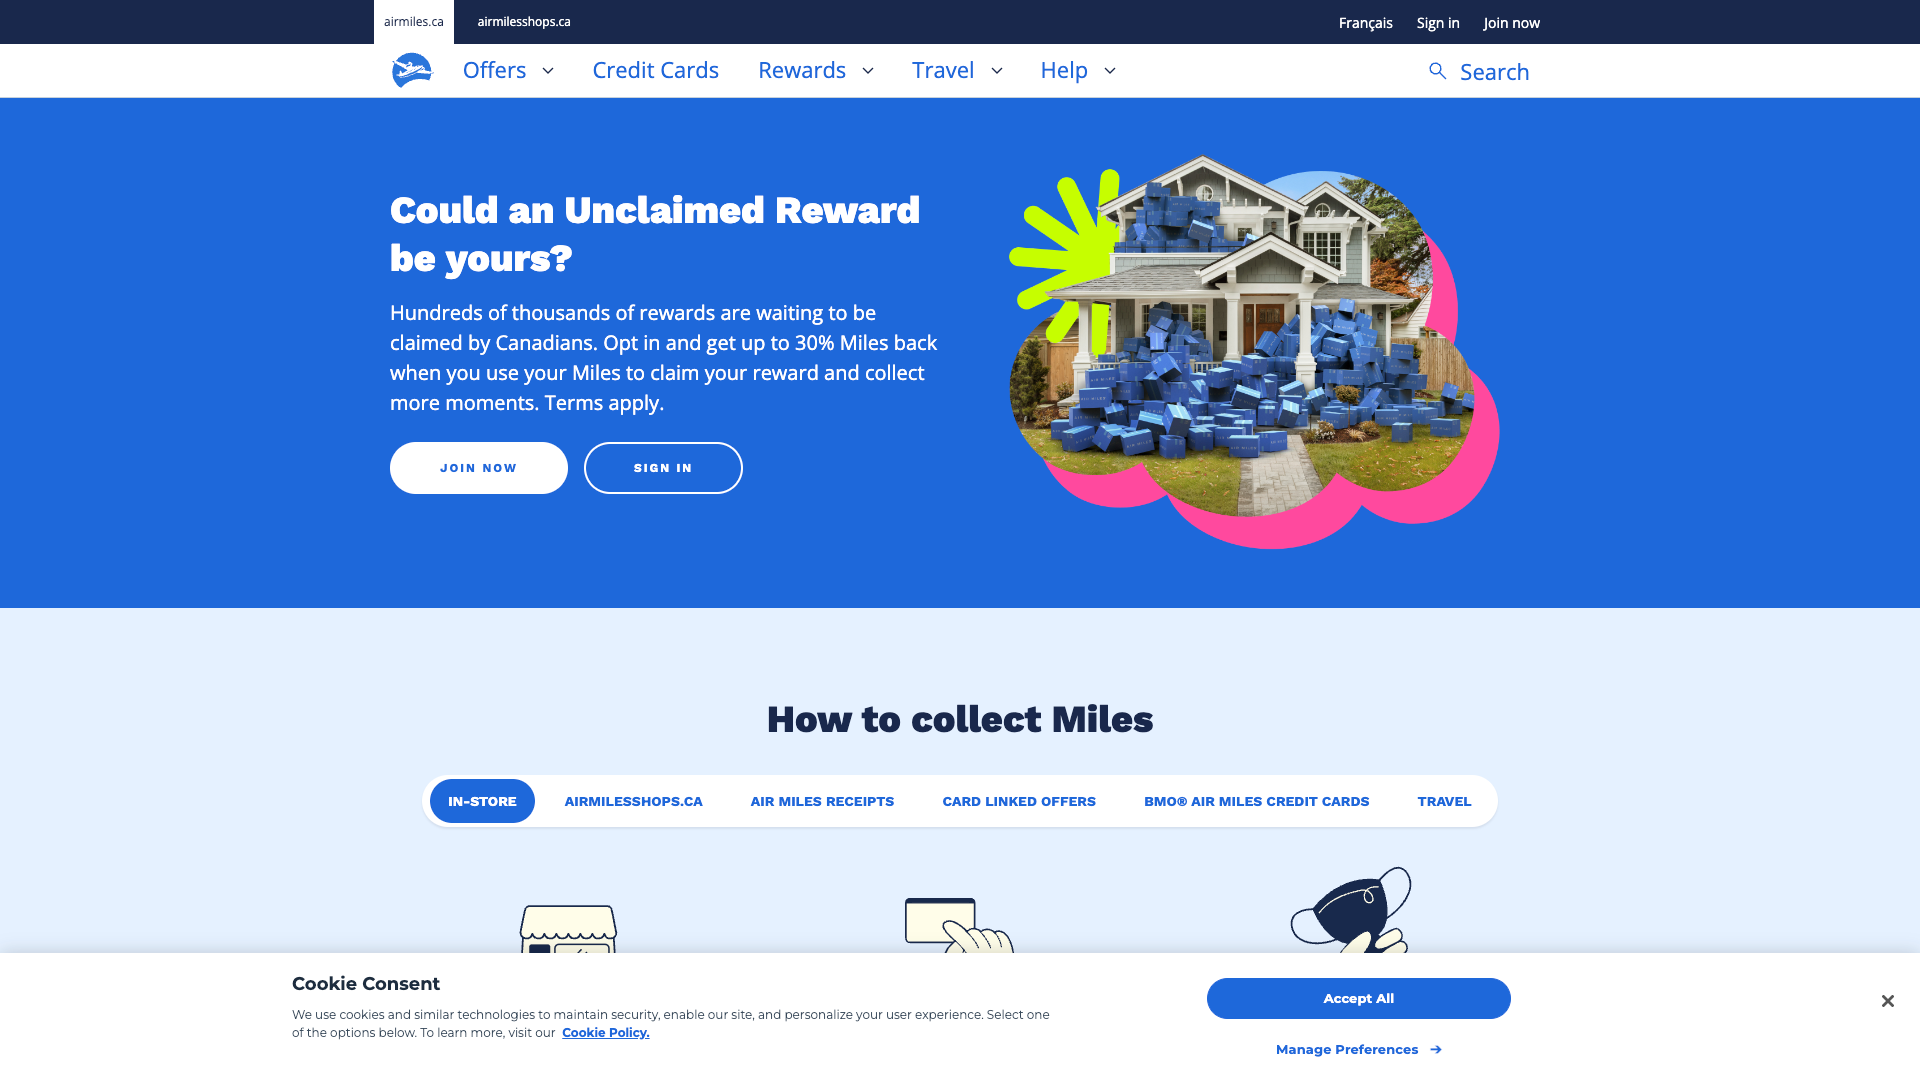 airmiles.ca
airmilesshops.ca
Français
Sign in
Join now
Offers
Credit Cards
Rewards
Travel
Help
Search
Could an Unclaimed Reward
be yours?
Hundreds of thousands of rewards are waiting to be
claimed by Canadians. Opt in and get up to 30% Miles back
when you use your Miles to claim your reward and collect
more moments. Terms apply.
JOIN NOW
SIGN IN
How to collect Miles
IN-STORE
AIRMILESSHOPS.CA
AIR MILES RECEIPTS
CARD LINKED OFFERS
BMO® AIR MILES CREDIT CARDS
TRAVEL
Cookie Consent
We use cookies and similar technologies to maintain security, enable our site, and personalize your user experience. Select one
of the options below. To learn more, visit our Cookie Policy.
Accept All
Manage Preferences